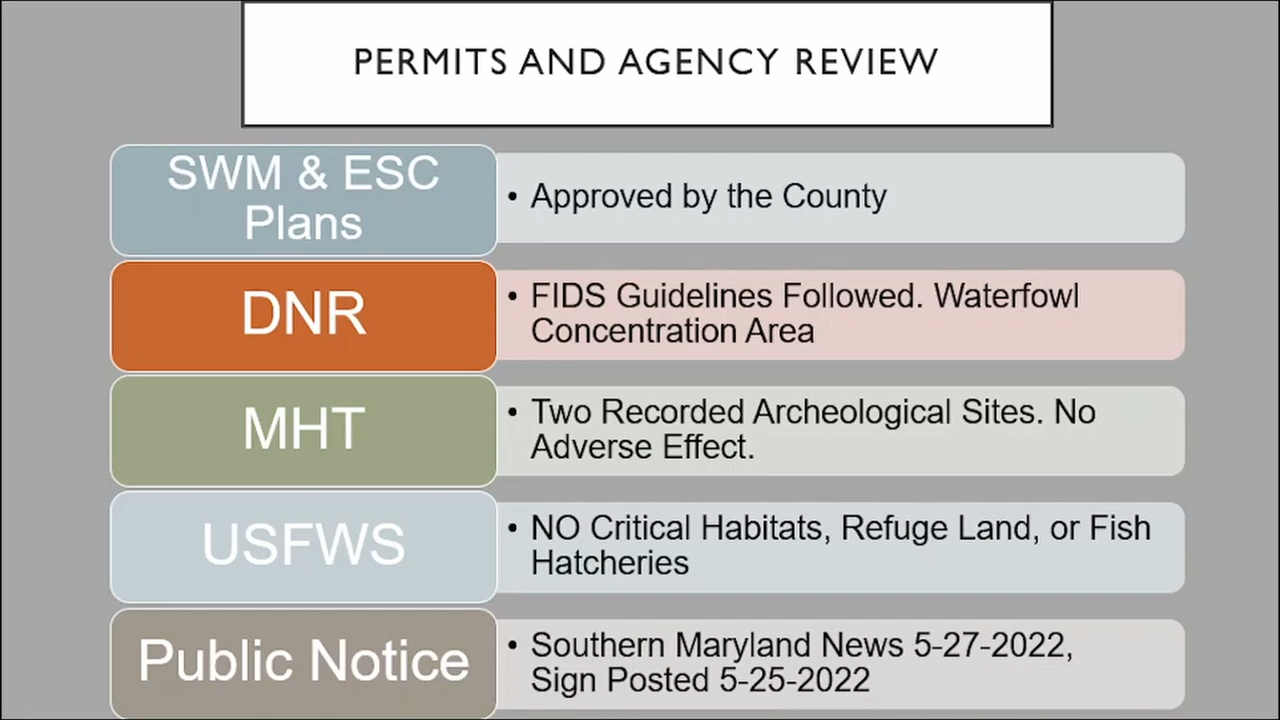 PERMITS AND AGENCY REVIEW
SWM & ESC
Plans
• Approved by the County
DNR
• FIDS Guidelines Followed. Waterfowl
Concentration Area
MHT
• Two Recorded Archeological Sites. No
Adverse Effect.
USFWS
• NO Critical Habitats, Refuge Land, or Fish
Hatcheries
Public Notice
• Southern Maryland News 5-27-2022,
Sign Posted 5-25-2022